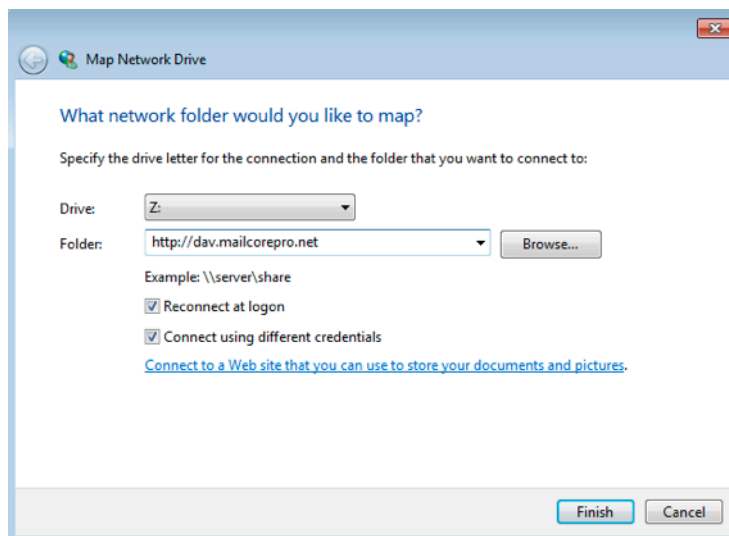 Map Network Drive
What network folder would you like to map?
Specify the drive letter for the connection and the folder that you want to connect to:
Drive: Z:
Folder: http://dav.mailcorepro.net Browse...
Example: \\server\share
Reconnect at logon
Connect using different credentials
Connect to a Web site that you can use to store your documents and pictures.
Finish Cancel